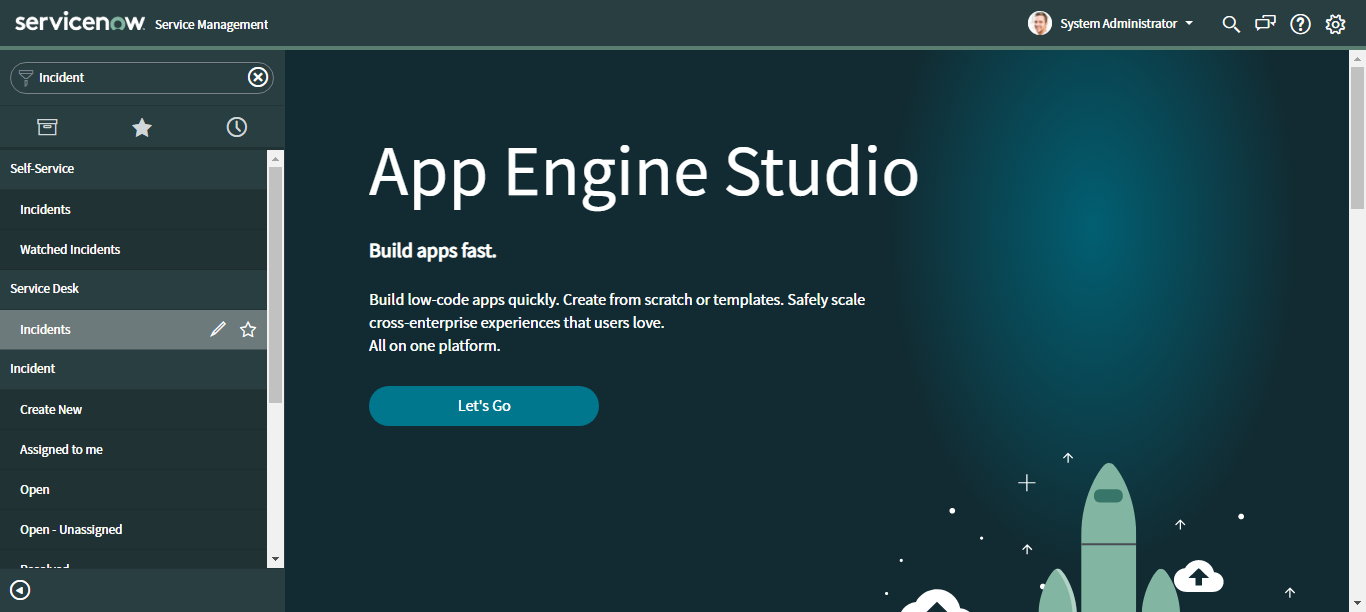 servicenow. Service Management
System Administrator
Incident
Self-Service
Incidents
Watched Incidents
Service Desk
Incidents
Incident
Create New
Assigned to me
Open
Open - Unassigned
Resolved
App Engine Studio
Build apps fast.
Build low-code apps quickly. Create from scratch or templates. Safely scale
cross-enterprise experiences that users love.
All on one platform.
Let's Go